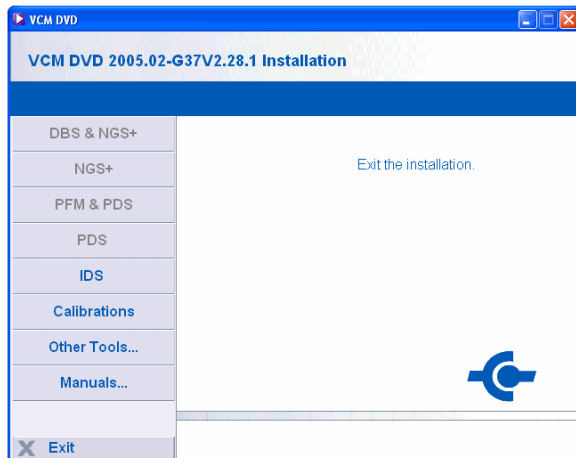 VCM DVD
VCM DVD 2005.02-G37V2.28.1 Installation
DBS & NGS+
NGS+
PFM & PDS
PDS
IDS
Calibrations
Other Tools...
Manuals...
Exit
Exit the installation.